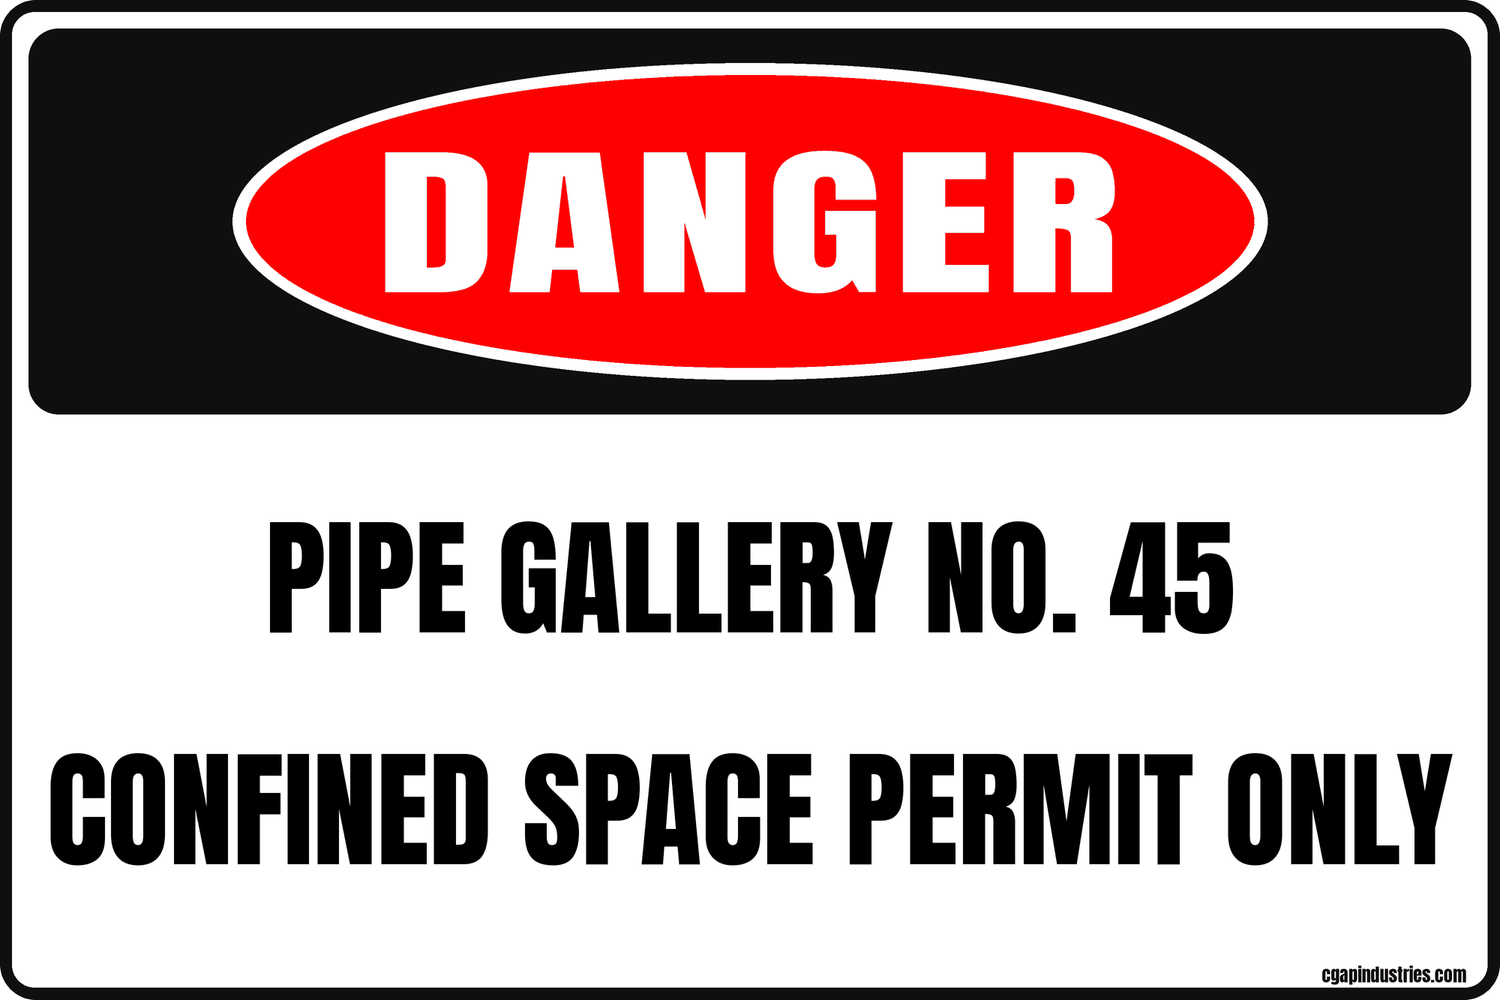 DANGER
PIPE GALLERY NO. 45
CONFINED SPACE PERMIT ONLY
cgapindustries.com